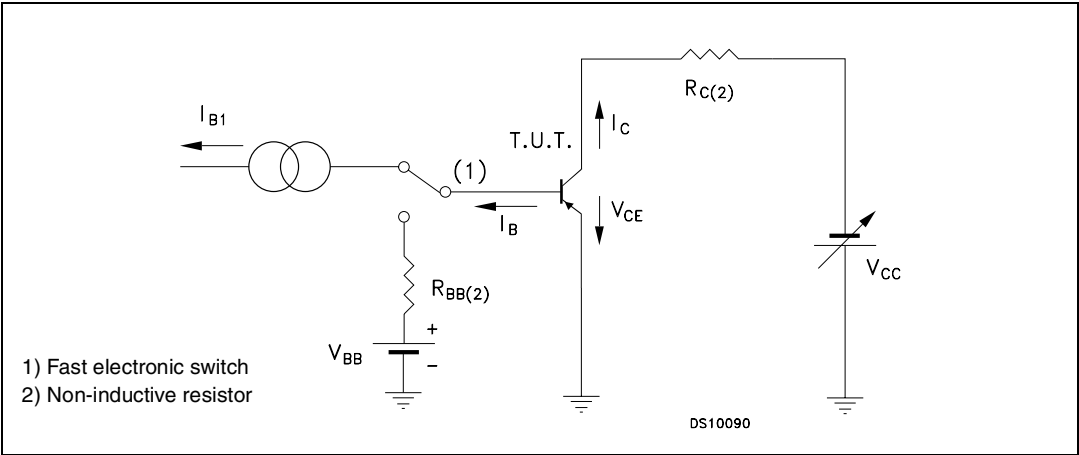 I_B1
T.U.T.
I_C
R_C(2)
(1)
I_B
V_CE
R_BB(2)
V_CC
+
V_BB
−
1) Fast electronic switch
2) Non-inductive resistor
DS10090